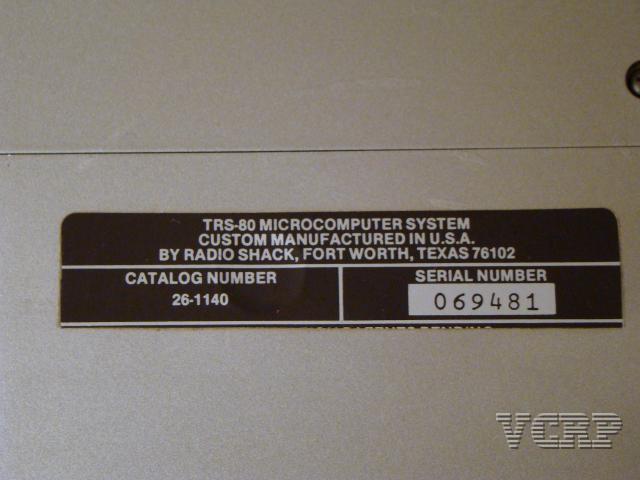 TRS-80 MICROCOMPUTER SYSTEM
CUSTOM MANUFACTURED IN U.S.A.
BY RADIO SHACK, FORT WORTH, TEXAS 76102
CATALOG NUMBER
26-1140
SERIAL NUMBER
069481
VCRP